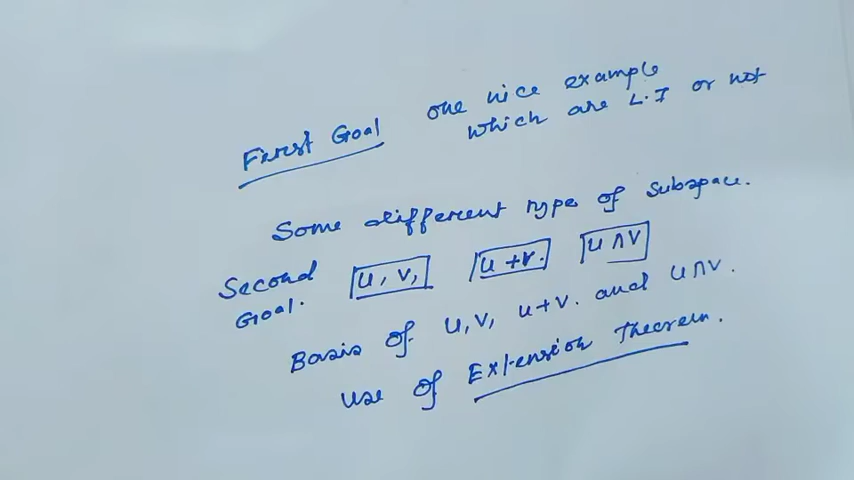 First Goal one nice example
which are L.I or not
Some different type of Subspace.
Second Goal. u, v, u+v. u∩v
Basis of u,v, u+v. and u∩v.
use of Extension Theorem.